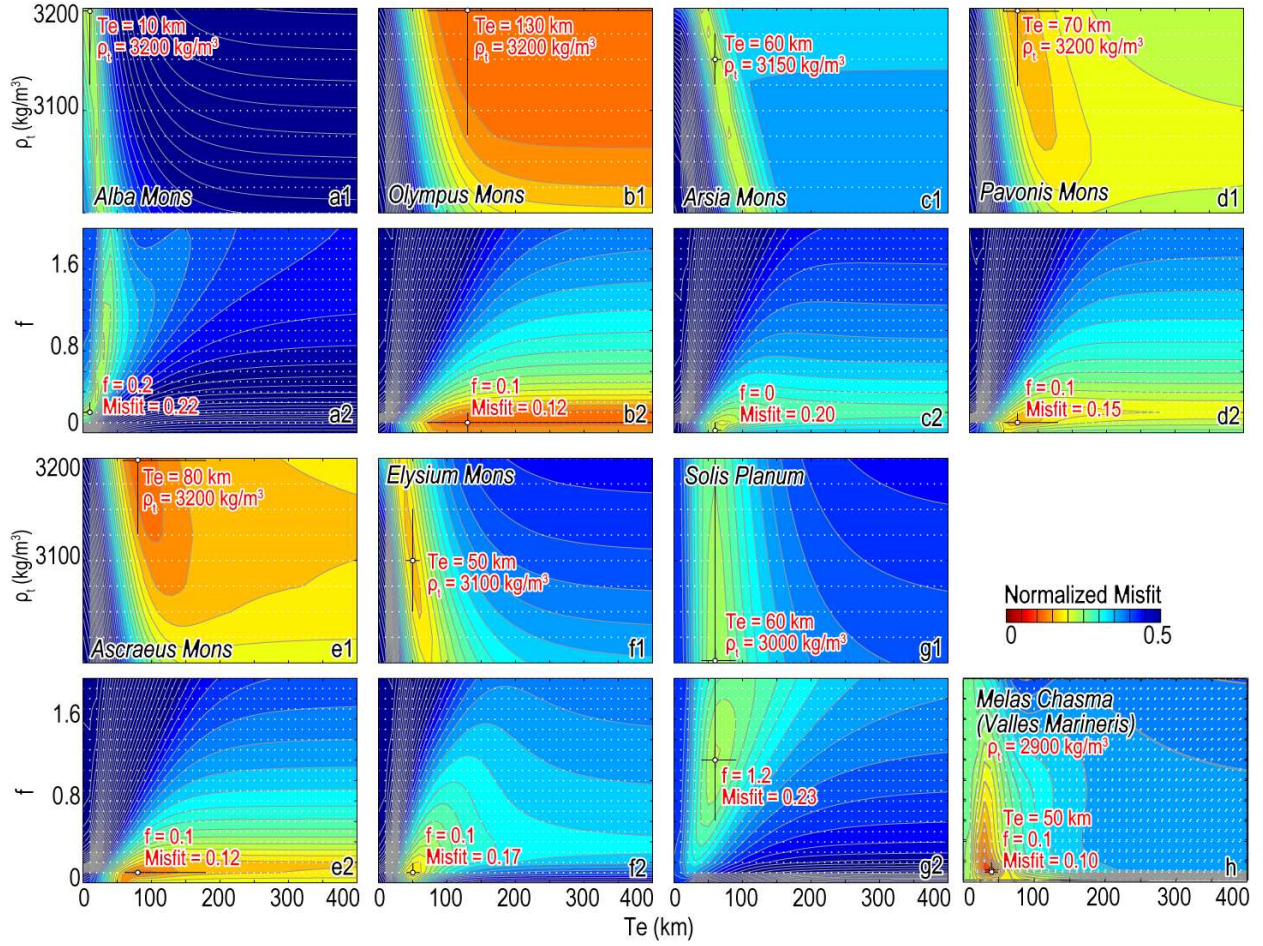 3200
3100
ρt (kg/m³)
Te = 10 km
ρt = 3200 kg/m³
Alba Mons
a1
Te = 130 km
ρt = 3200 kg/m³
Olympus Mons
b1
Te = 60 km
ρt = 3150 kg/m³
Arsia Mons
c1
Te = 70 km
ρt = 3200 kg/m³
Pavonis Mons
d1
1.6
0.8
0
f
f = 0.2
Misfit = 0.22
a2
f = 0.1
Misfit = 0.12
b2
f = 0
Misfit = 0.20
c2
f = 0.1
Misfit = 0.15
d2
3200
3100
ρt (kg/m³)
Te = 80 km
ρt = 3200 kg/m³
Ascraeus Mons
e1
Elysium Mons
Te = 50 km
ρt = 3100 kg/m³
f1
Solis Planum
Te = 60 km
ρt = 3000 kg/m³
g1
Normalized Misfit
0 0.5
1.6
0.8
0
f
f = 0.1
Misfit = 0.12
e2
f = 0.1
Misfit = 0.17
f2
f = 1.2
Misfit = 0.23
g2
Melas Chasma
(Valles Marineris)
ρt = 2900 kg/m³
Te = 50 km
f = 0.1
Misfit = 0.10
h
0 100 200 300 400 0 100 200 300 400 0 100 200 300 400 0 100 200 300 400
Te (km)